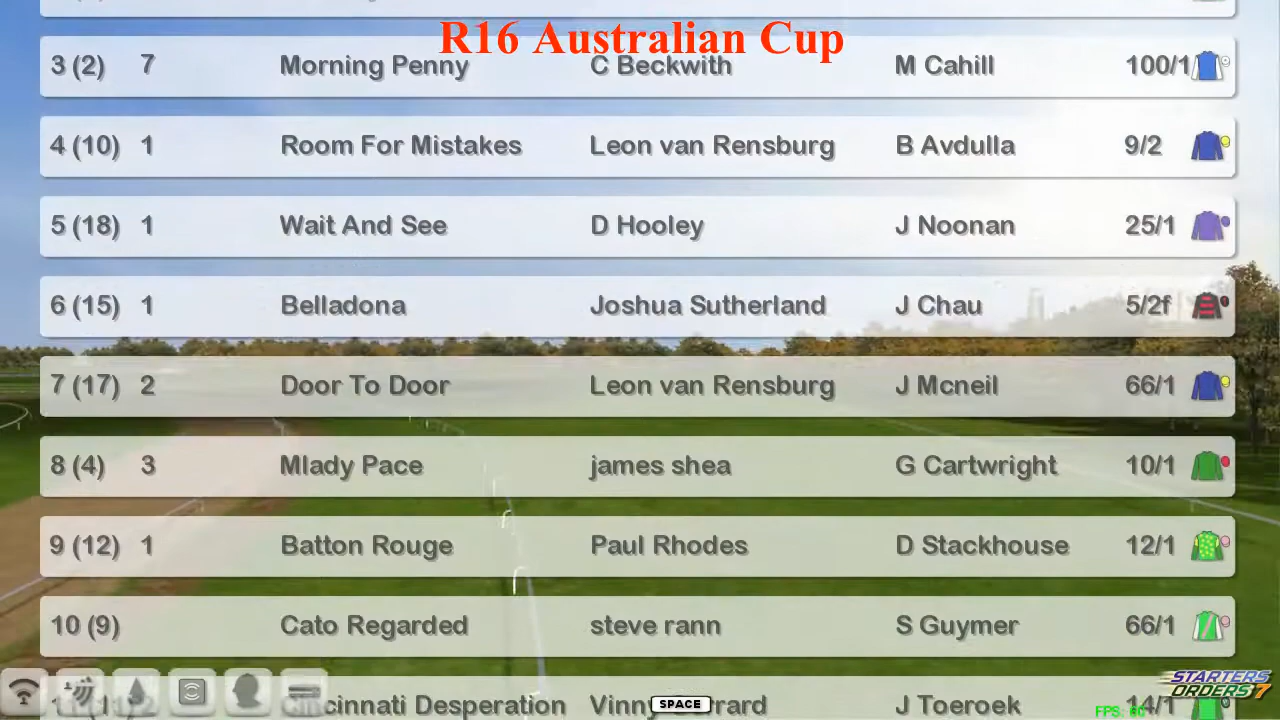 R16 Australian Cup
3 (2) 7 Morning Penny C Beckwith M Cahill 100/1
4 (10) 1 Room For Mistakes Leon van Rensburg B Avdulla 9/2
5 (18) 1 Wait And See D Hooley J Noonan 25/1
6 (15) 1 Belladona Joshua Sutherland J Chau 5/2f
7 (17) 2 Door To Door Leon van Rensburg J Mcneil 66/1
8 (4) 3 Mlady Pace james shea G Cartwright 10/1
9 (12) 1 Batton Rouge Paul Rhodes D Stackhouse 12/1
10 (9) Cato Regarded steve rann S Guymer 66/1
Cincinnati Desperation J Toeroek 14/1
SPACE
STARTERS ORDERS 7
FPS: 60